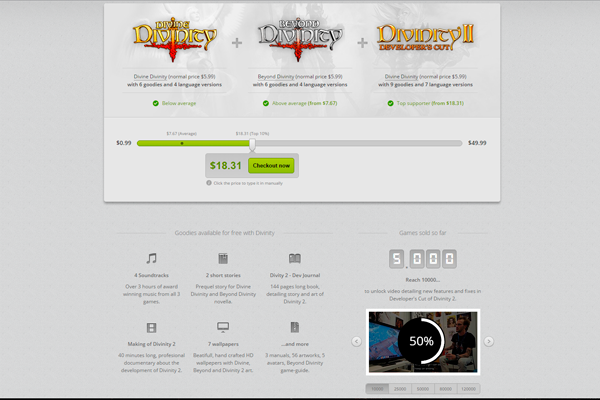 DIVINE
DIVINITY
BEYOND
DIVINITY
DIVINITY II
DEVELOPER'S CUT!
Divine Divinity (normal price $5.99)
with 6 goodies and 4 language versions
Beyond Divinity (normal price $5.99)
with 6 goodies and 4 language versions
Divine Divinity (normal price $5.99)
with 9 goodies and 7 language versions
Below average
Above average (from $7.67)
Top supporter (from $18.31)
$7.67 (Average)
$18.31 (Top 10%)
$0.99
$49.99
$18.31
Checkout now
Click the price to type it in manually
Goodies available for free with Divinity
4 Soundtracks
Over 3 hours of award
winning music from all 3
games.
2 short stories
Prequel story for Divine
Divinity and Beyond Divinity
novella.
Divity 2 - Dev Journal
144 pages long book,
detailing story and art of
Divinity 2.
Making of Divinity 2
40 minutes long, profesional
documentary about the
development of Divinity 2.
7 wallpapers
Beatifull, hand crafted HD
wallpapers with Divine,
Beyond and Divinity 2 art.
...and more
3 manuals, 56 artworks, 5
avatars, Beyond Divinity
game-guide.
Games sold so far
5,000
Reach 10000...
to unlock video detailing new features and fixes in
Developer's Cut of Divinity 2.
50%
10000
20000
50000
80000
120000